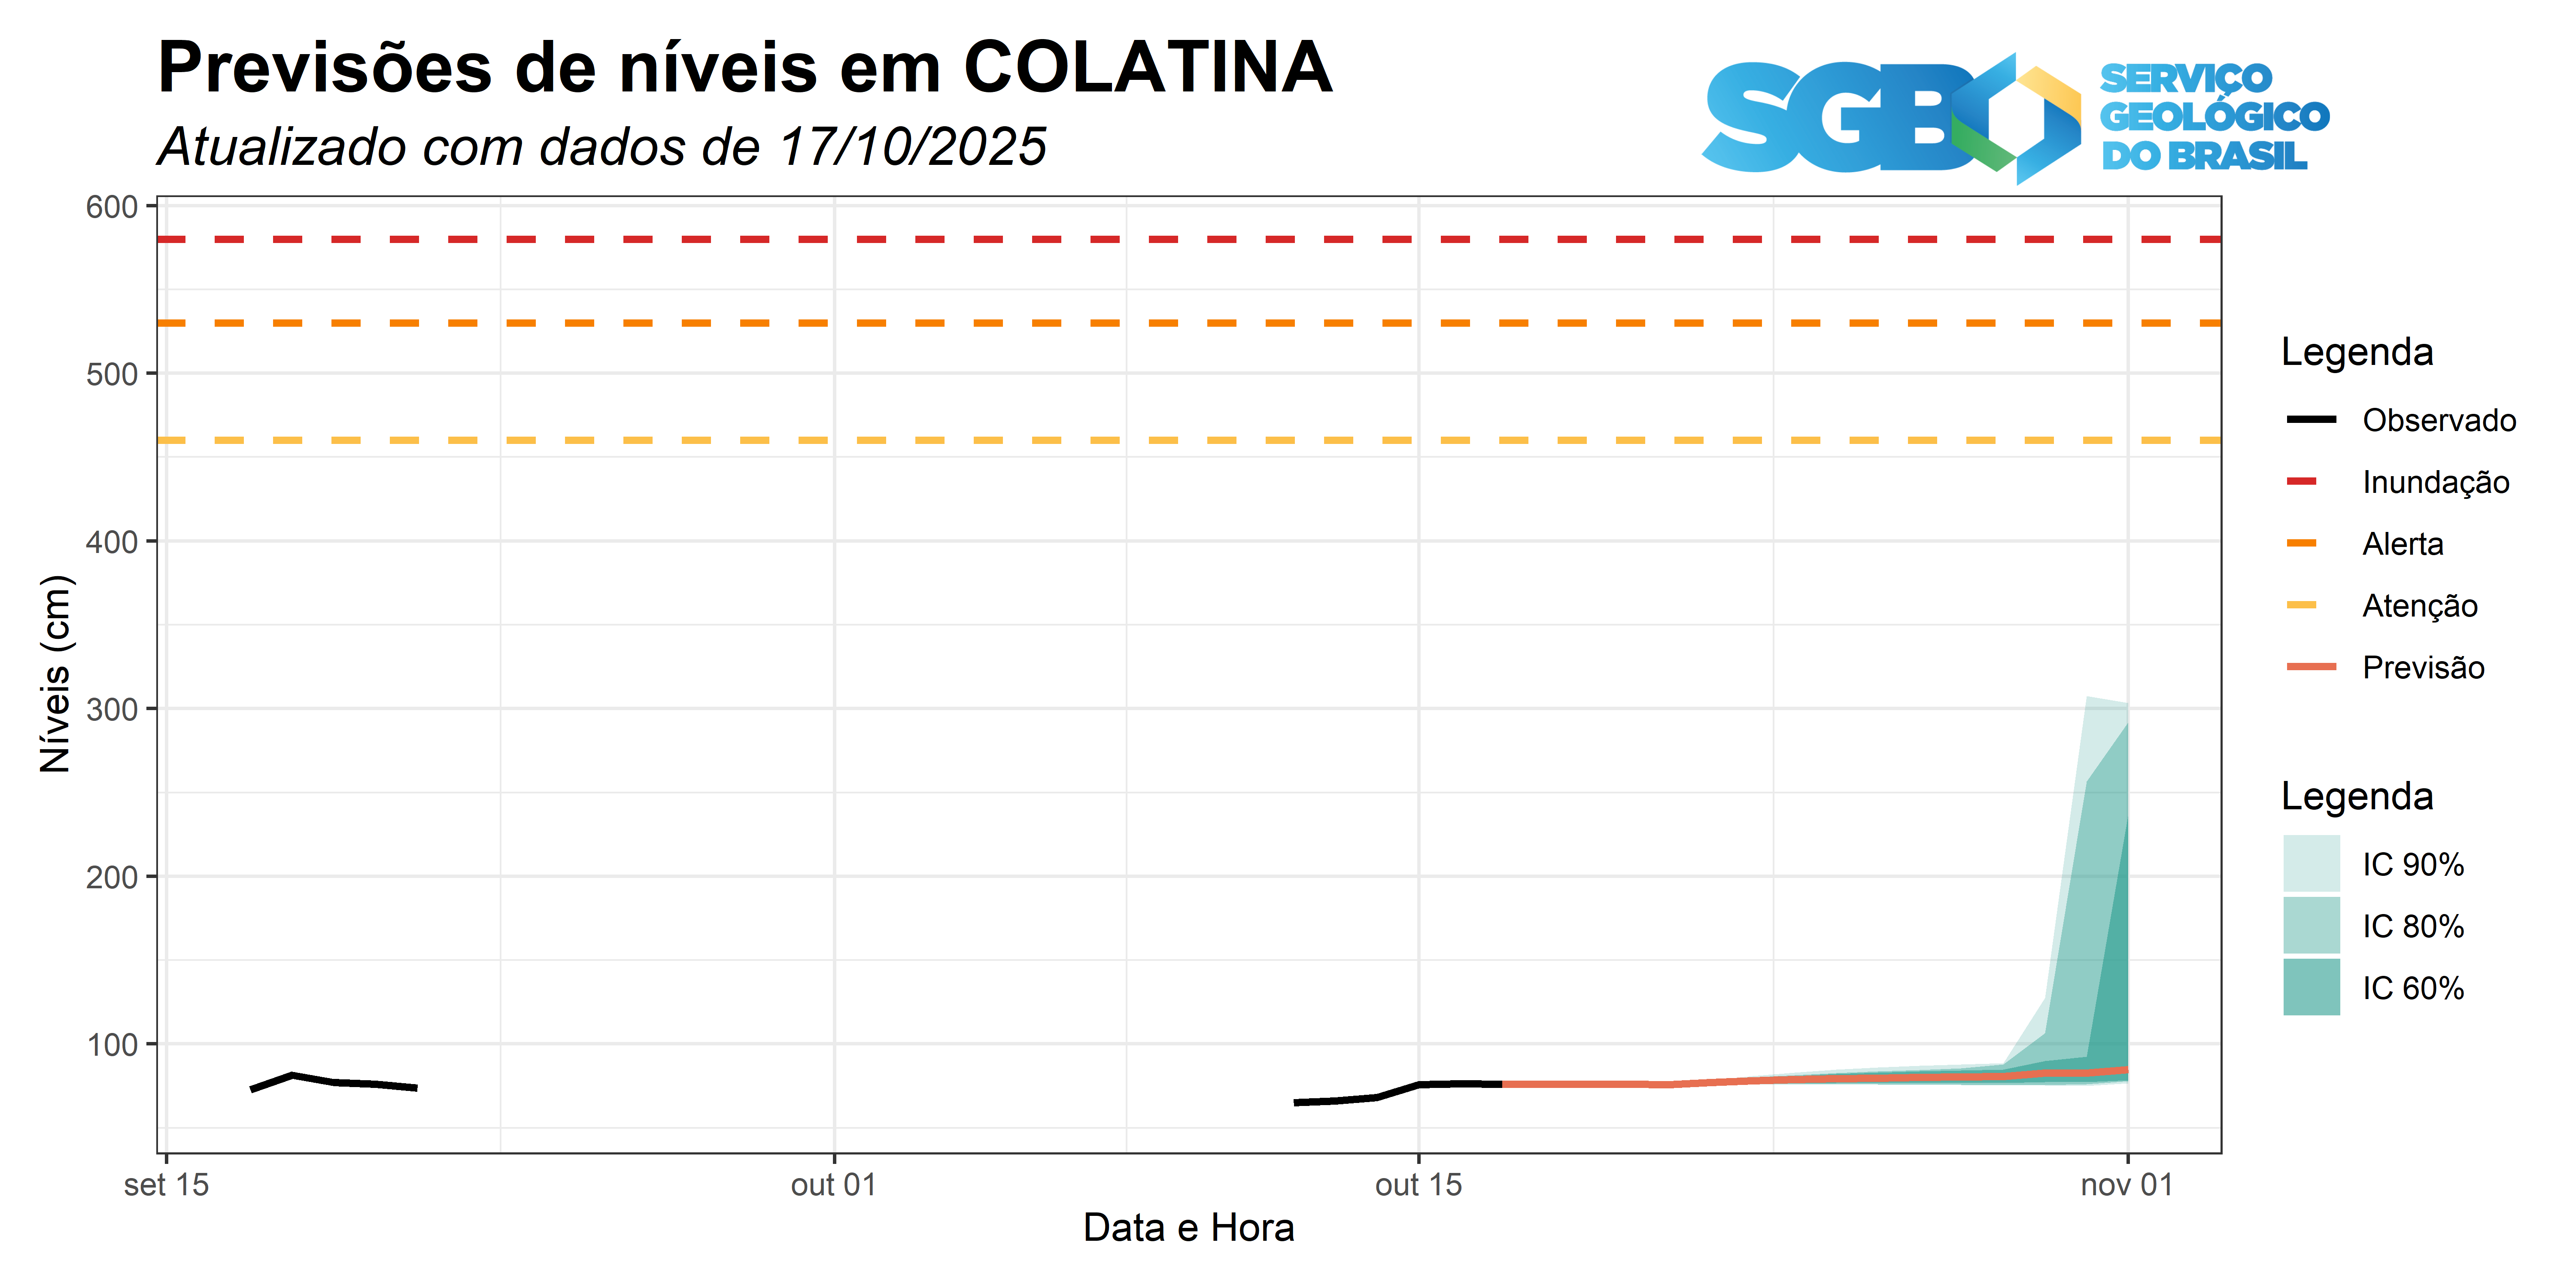 Previsões de níveis em COLATINA
Atualizado com dados de 17/10/2025
SGB
SERVIÇO
GEOLÓGICO
DO BRASIL
600
500
400
300
200
100
Níveis (cm)
set 15
out 01
out 15
nov 01
Data e Hora
Legenda
Observado
Inundação
Alerta
Atenção
Previsão
Legenda
IC 90%
IC 80%
IC 60%